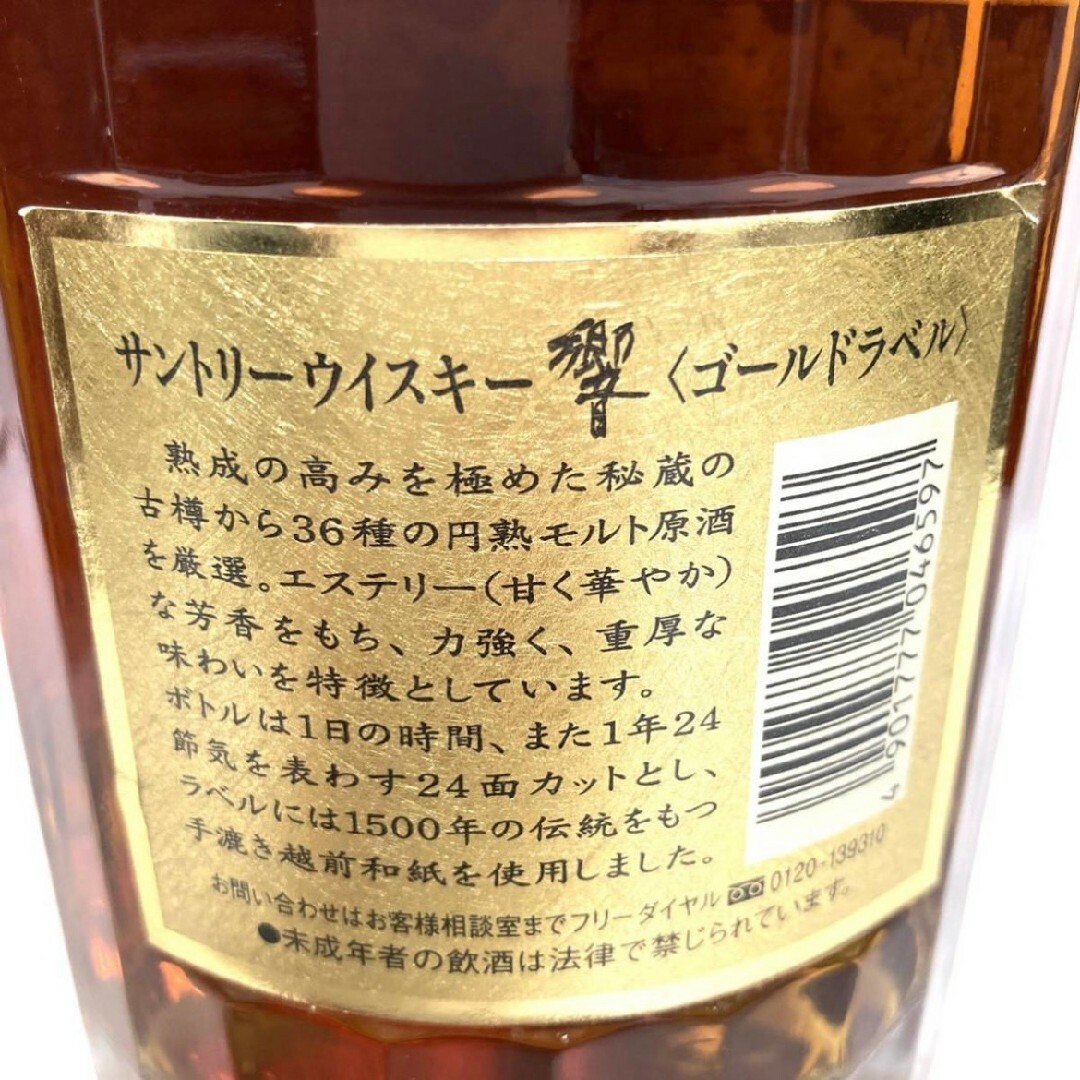 サントリーウイスキー 響〈ゴールドラベル〉
熟成の高みを極めた秘蔵の
古樽から36種の円熟モルト原酒
を厳選。エステリー(甘く華やか)
な芳香をもち、力強く、重厚な
味わいを特徴としています。
ボトルは1日の時間、また1年24
節気を表わす24面カットとし、
ラベルには1500年の伝統をもつ
手漉き越前和紙を使用しました。
お問い合わせはお客様相談室までフリーダイヤル 0120-139310
●未成年者の飲酒は法律で禁じられています。
4 901777 046597